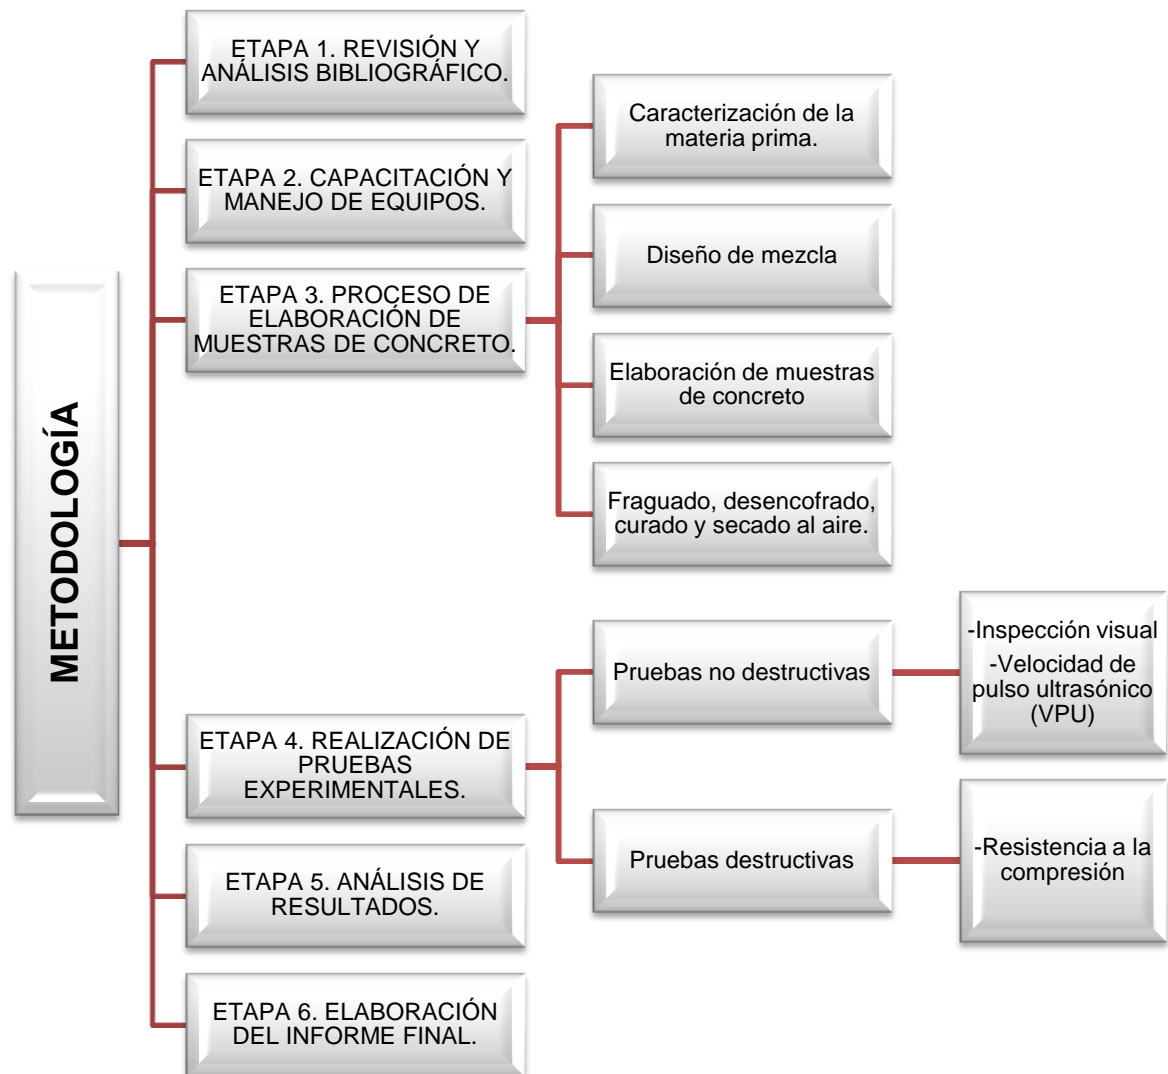 METODOLOGÍA
ETAPA 1. REVISIÓN Y
ANÁLISIS BIBLIOGRÁFICO.
ETAPA 2. CAPACITACIÓN Y
MANEJO DE EQUIPOS.
ETAPA 3. PROCESO DE
ELABORACIÓN DE
MUESTRAS DE CONCRETO.
Caracterización de la
materia prima.
Diseño de mezcla
Elaboración de muestras
de concreto
Fraguado, desencofrado,
curado y secado al aire.
ETAPA 4. REALIZACIÓN DE
PRUEBAS
EXPERIMENTALES.
Pruebas no destructivas
-Inspección visual
-Velocidad de
pulso ultrasónico
(VPU)
Pruebas destructivas
-Resistencia a la
compresión
ETAPA 5. ANÁLISIS DE
RESULTADOS.
ETAPA 6. ELABORACIÓN
DEL INFORME FINAL.